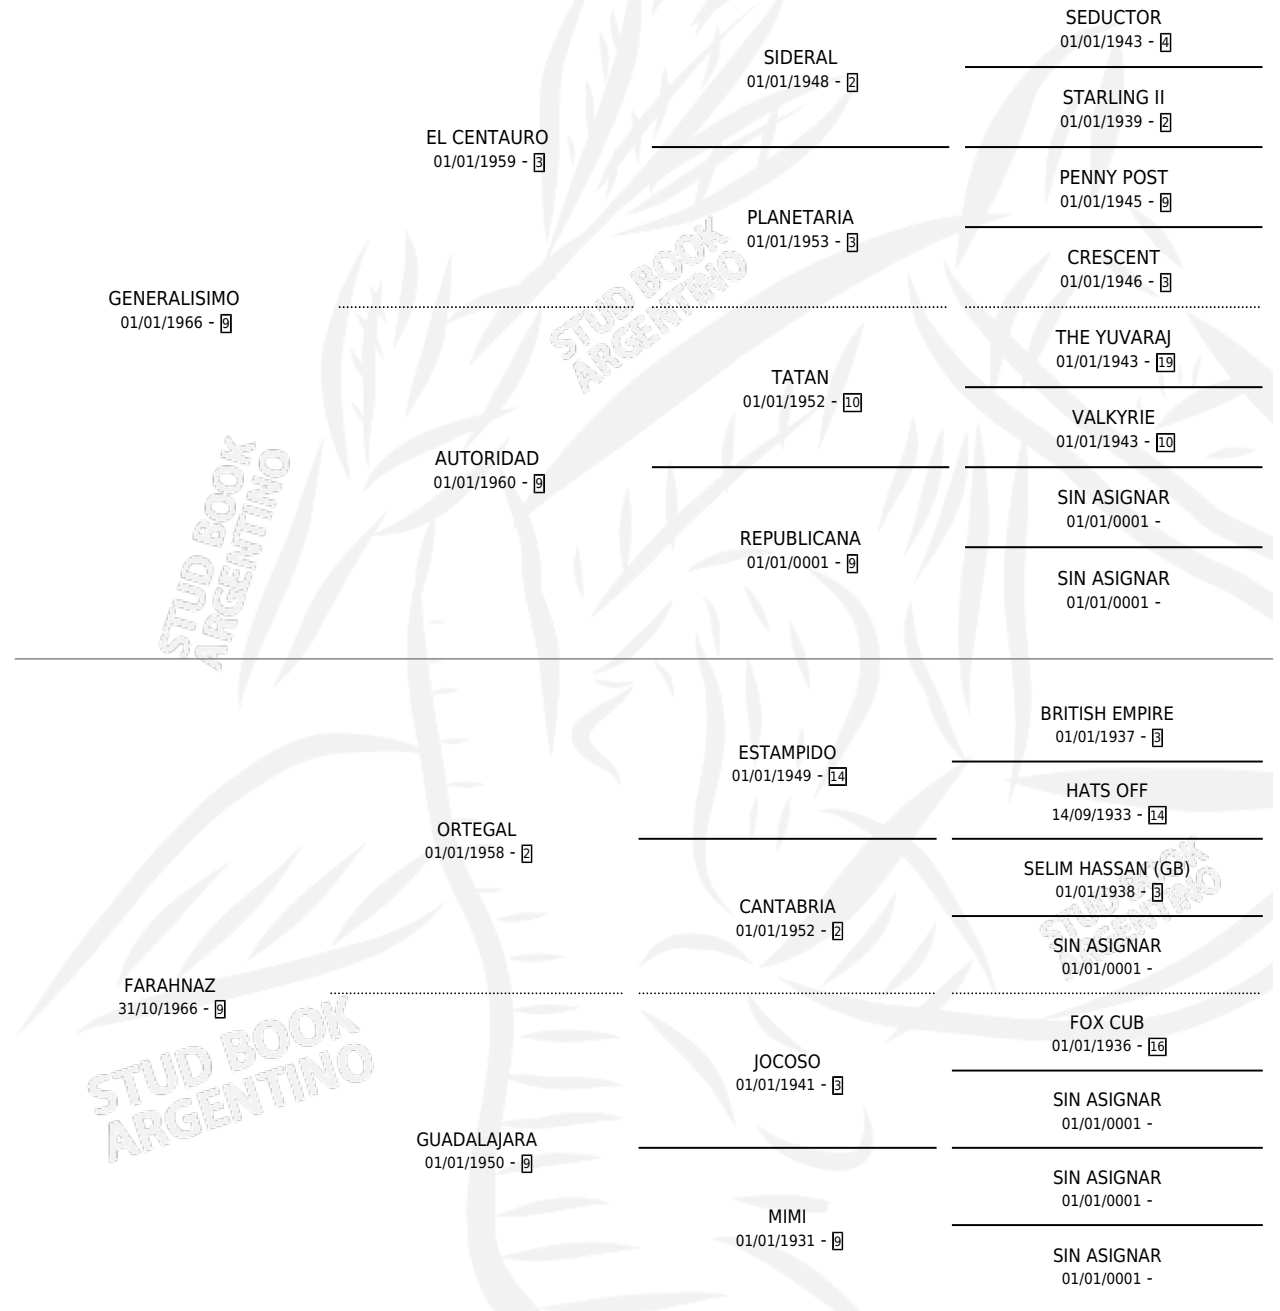 SEDUCTOR
01/01/1943 - 4
SIDERAL
01/01/1948 - 2
STARLING II
01/01/1939 - 2
EL CENTAURO
01/01/1959 - 3
PENNY POST
01/01/1945 - 9
PLANETARIA
01/01/1953 - 3
CRESCENT
01/01/1946 - 3
GENERALISIMO
01/01/1966 - 9
THE YUVARAJ
01/01/1943 - 19
TATAN
01/01/1952 - 10
VALKYRIE
01/01/1943 - 10
AUTORIDAD
01/01/1960 - 9
SIN ASIGNAR
01/01/0001 -
REPUBLICANA
01/01/0001 - 9
SIN ASIGNAR
01/01/0001 -
BRITISH EMPIRE
01/01/1937 - 3
ESTAMPIDO
01/01/1949 - 14
HATS OFF
14/09/1933 - 14
ORTEGAL
01/01/1958 - 2
SELIM HASSAN (GB)
01/01/1938 - 3
CANTABRIA
01/01/1952 - 2
SIN ASIGNAR
01/01/0001 -
FARAHNAZ
31/10/1966 - 9
FOX CUB
01/01/1936 - 16
JOCOSO
01/01/1941 - 3
SIN ASIGNAR
01/01/0001 -
GUADALAJARA
01/01/1950 - 9
SIN ASIGNAR
01/01/0001 -
MIMI
01/01/1931 - 9
SIN ASIGNAR
01/01/0001 -
STUD BOOK
ARGENTINO
STUD BOOK
ARGENTINO
STUD BOOK
ARGENTINO
STUD BOOK
ARGENTINO